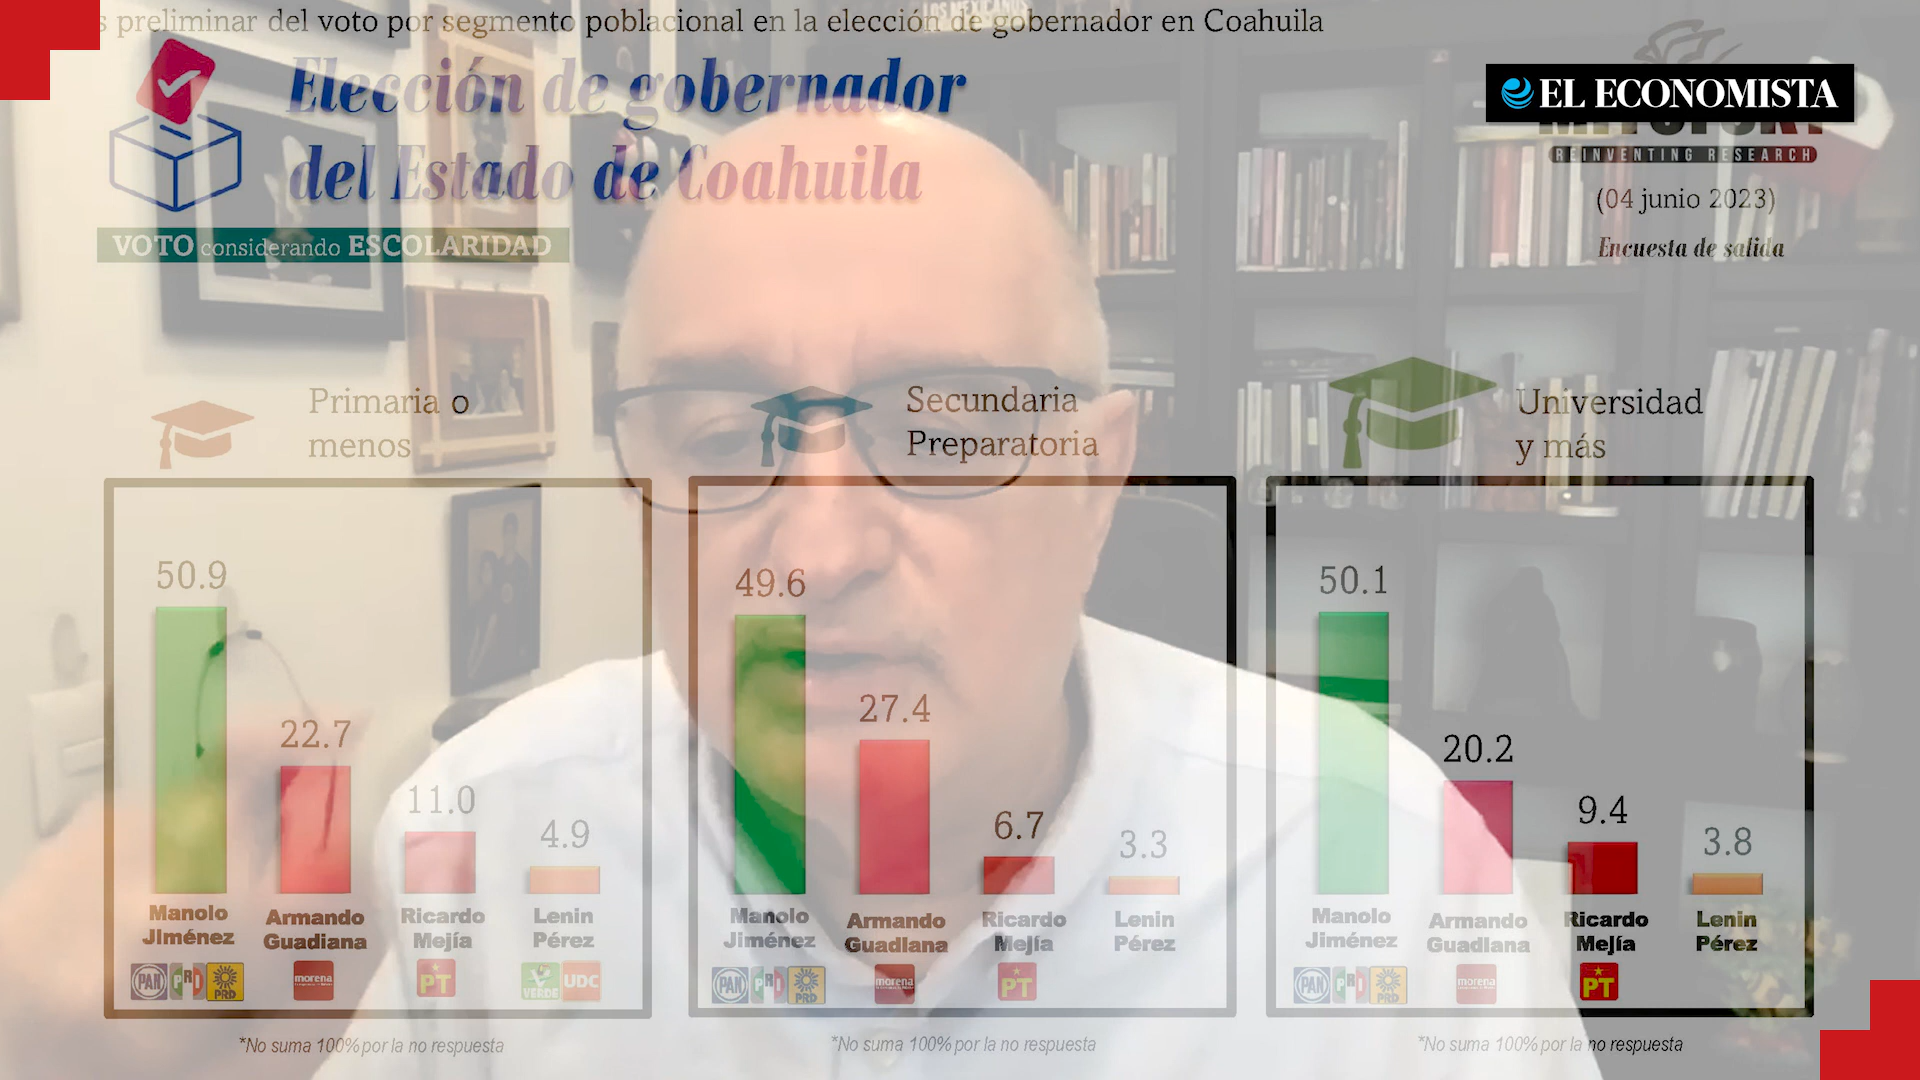 s preliminar del voto por segmento poblacional en la elección de gobernador en Coahuila
Elección de gobernador
del Estado de Coahuila
VOTO considerando ESCOLARIDAD
EL ECONOMISTA
REINVENTING RESEARCH
(04 junio 2023)
Encuesta de salida
Primaria o
menos
50.9
22.7
11.0
4.9
Manolo
Jiménez
Armando
Guadiana
Ricardo
Mejía
Lenin
Pérez
PAN
PRI
PRD
morena
PT
VERDE
UDC
*No suma 100% por la no respuesta
Secundaria
Preparatoria
49.6
27.4
6.7
3.3
Manolo
Jiménez
Armando
Guadiana
Ricardo
Mejía
Lenin
Pérez
PAN
PRI
PRD
morena
PT
*No suma 100% por la no respuesta
Universidad
y más
50.1
20.2
9.4
3.8
Manolo
Jiménez
Armando
Guadiana
Ricardo
Mejía
Lenin
Pérez
PAN
PRI
PRD
morena
PT
*No suma 100% por la no respuesta